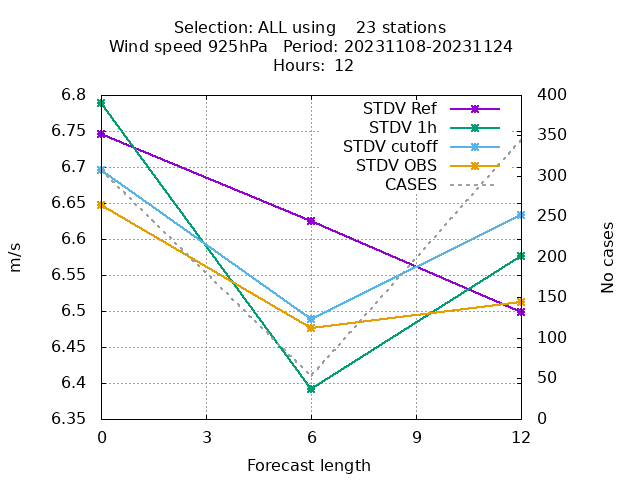 Selection: ALL using    23 stations
Wind speed 925hPa   Period: 20231108-20231124
Hours:  12
6.8
6.75
6.7
6.65
6.6
6.55
6.5
6.45
6.4
6.35
m/s
STDV Ref
STDV 1h
STDV cutoff
STDV OBS
CASES
400
350
300
250
200
150
100
50
0
No cases
0
3
6
9
12
Forecast length